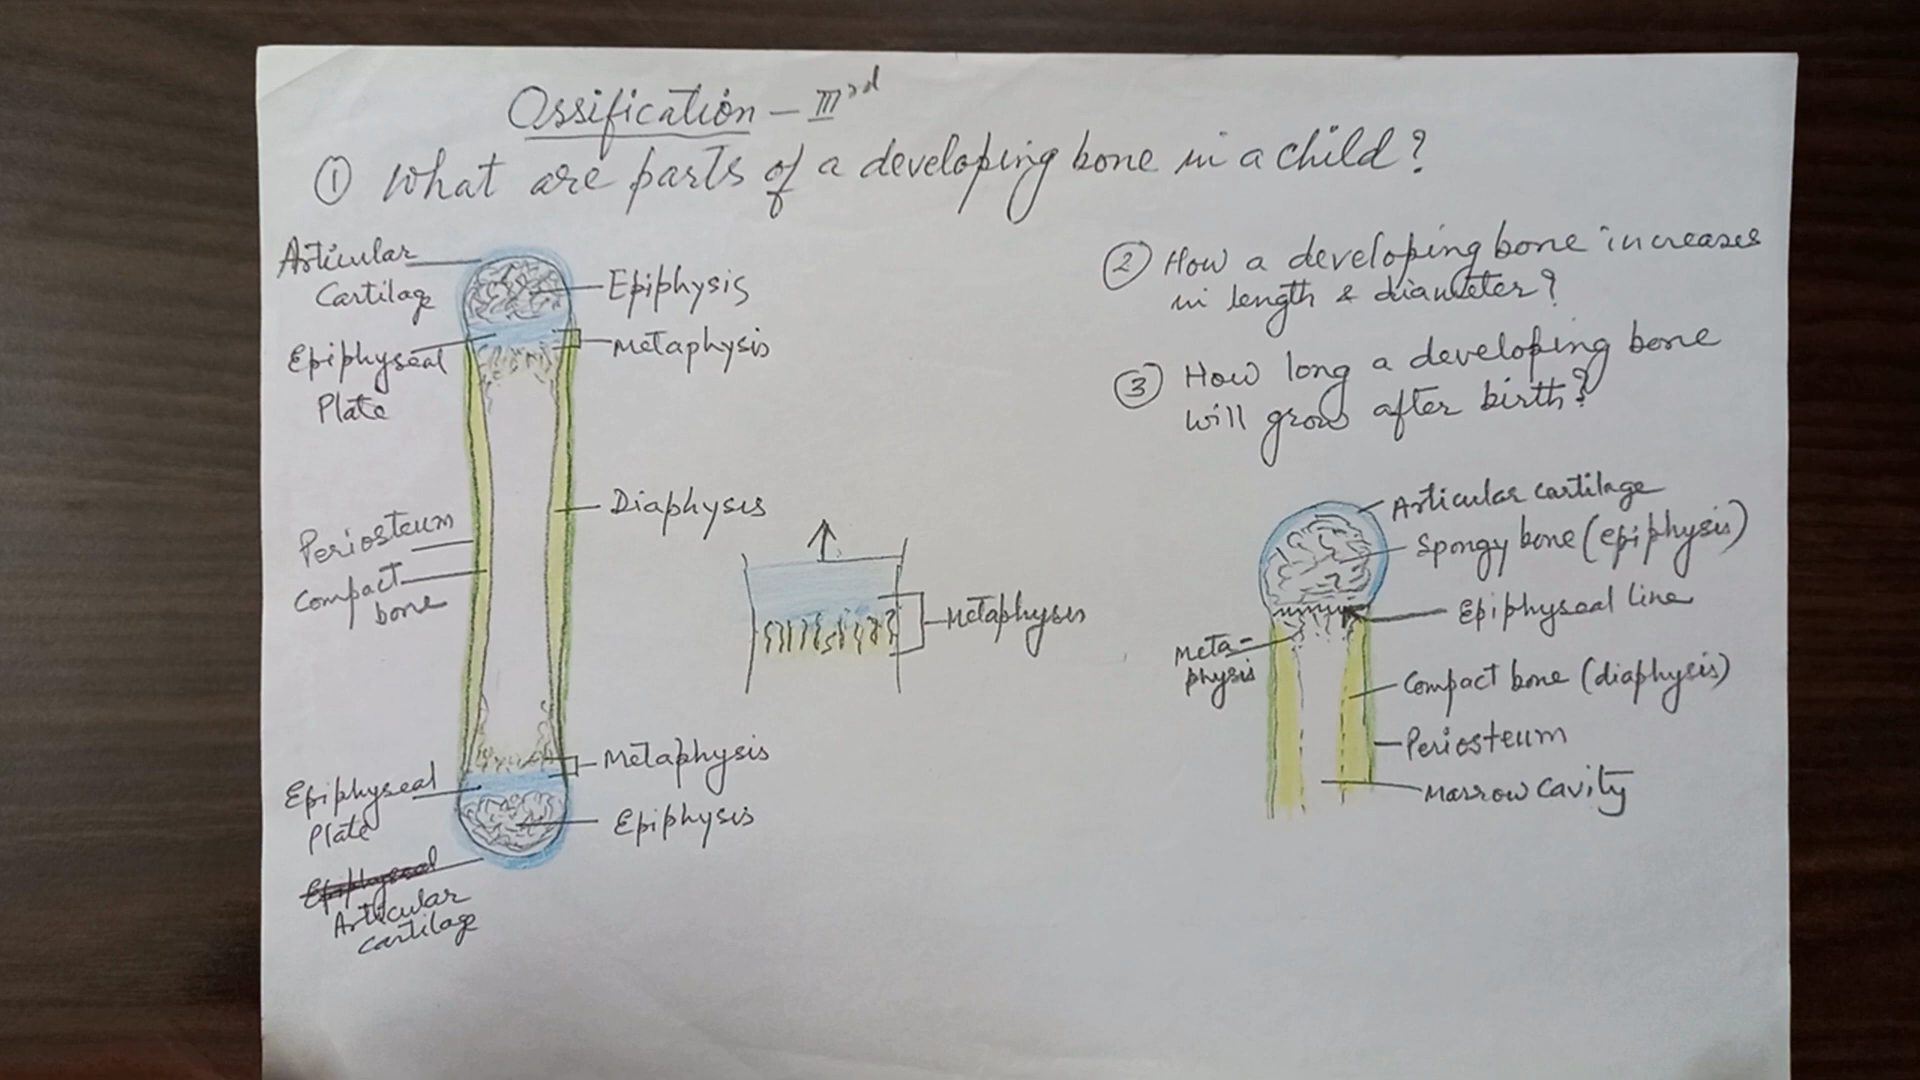 Ossification - IIIrd
① What are parts of a developing bone in a child?
Articular
Cartilage
Epiphyseal
Plate
Periosteum
Compact
bone
Epiphyseal
Plate
Epiphyseal
Articular
Cartilage
Epiphysis
Metaphysis
Diaphysis
Metaphysis
Epiphysis
Metaphysis
② How a developing bone increases
in length & diameter?
③ How long a developing bone
will grow after birth?
Articular cartilage
Spongy bone (epiphysis)
Epiphyseal line
Meta-
physis
Compact bone (diaphysis)
Periosteum
Marrow Cavity